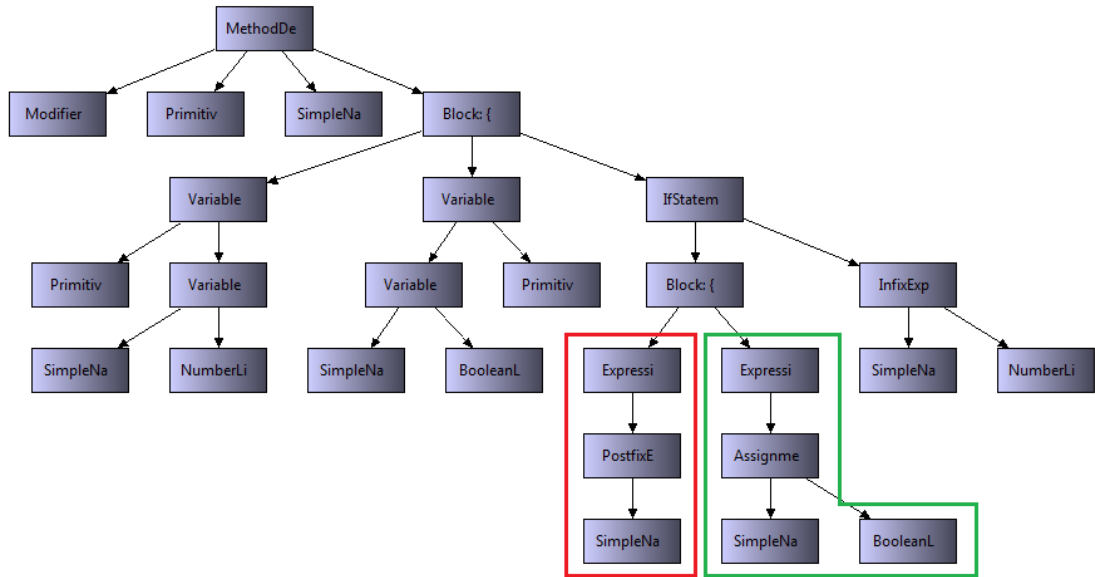 MethodDe
Modifier Primitiv SimpleNa Block: {
Variable Variable IfStatem
Primitiv Variable Variable Primitiv Block: { InfixExp
SimpleNa NumberLi SimpleNa BooleanL Expressi Expressi SimpleNa NumberLi
PostfixE Assignme
SimpleNa SimpleNa BooleanL